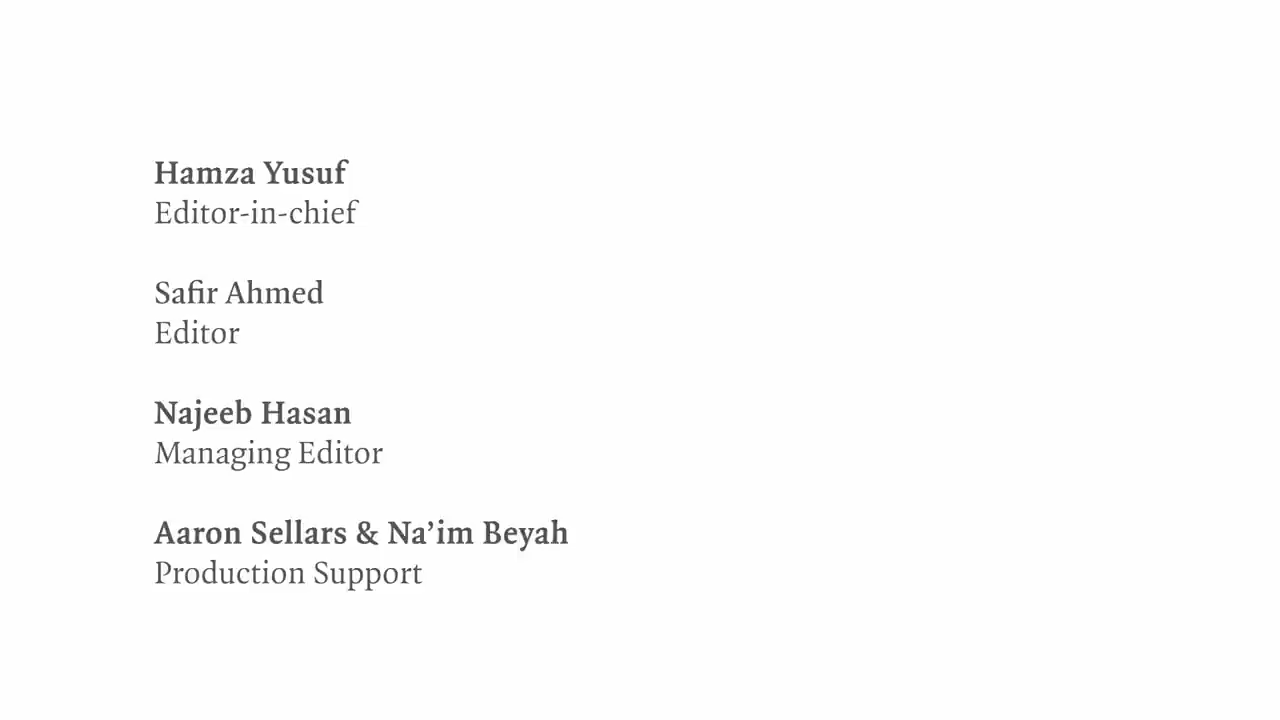 Hamza Yusuf
Editor-in-chief
Safir Ahmed
Editor
Najeeb Hasan
Managing Editor
Aaron Sellars & Na’im Beyah
Production Support